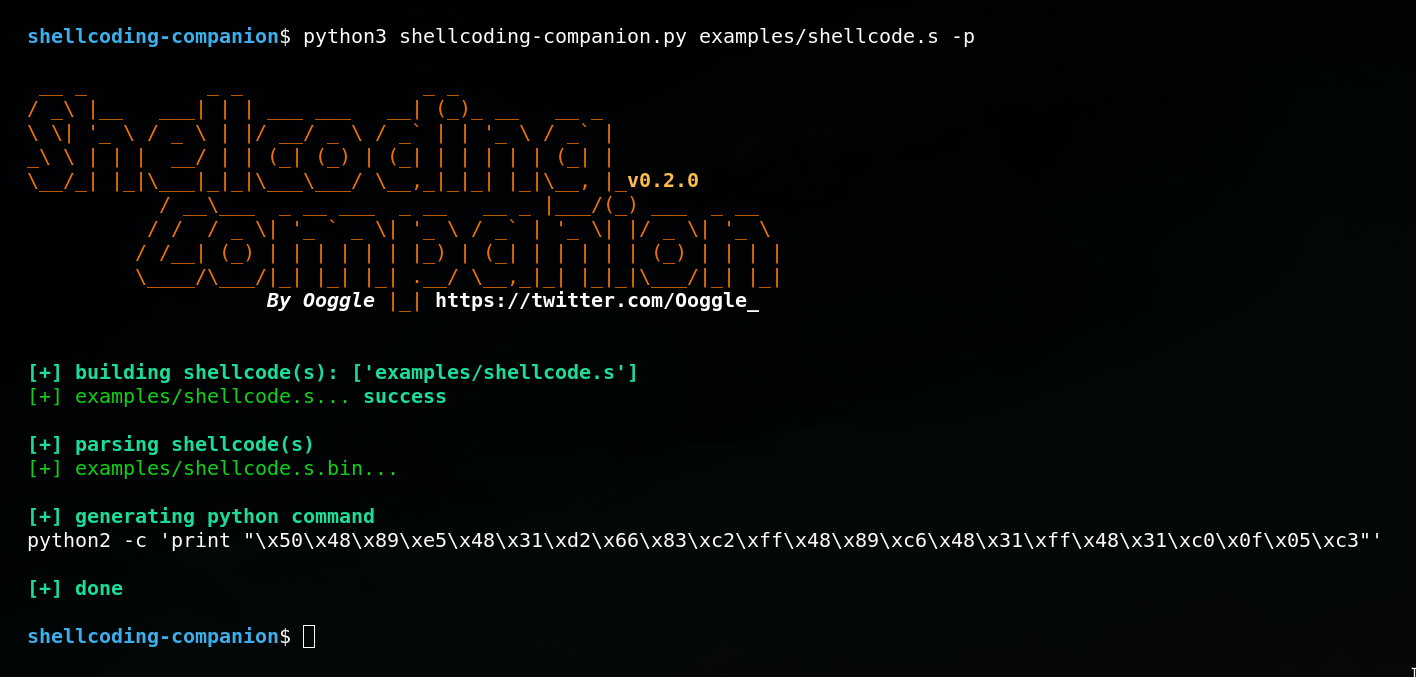 shellcoding-companion$ python3 shellcoding-companion.py examples/shellcode.s -p
Shellcoding
v0.2.0
Companion
By Ooggle https://twitter.com/Ooggle_
[+] building shellcode(s): ['examples/shellcode.s']
[+] examples/shellcode.s... success
[+] parsing shellcode(s)
[+] examples/shellcode.s.bin...
[+] generating python command
python2 -c 'print "\x50\x48\x89\xe5\x48\x31\xd2\x66\x83\xc2\xff\x48\x89\xc6\x48\x31\xff\x48\x31\xc0\x0f\x05\xc3"'
[+] done
shellcoding-companion$